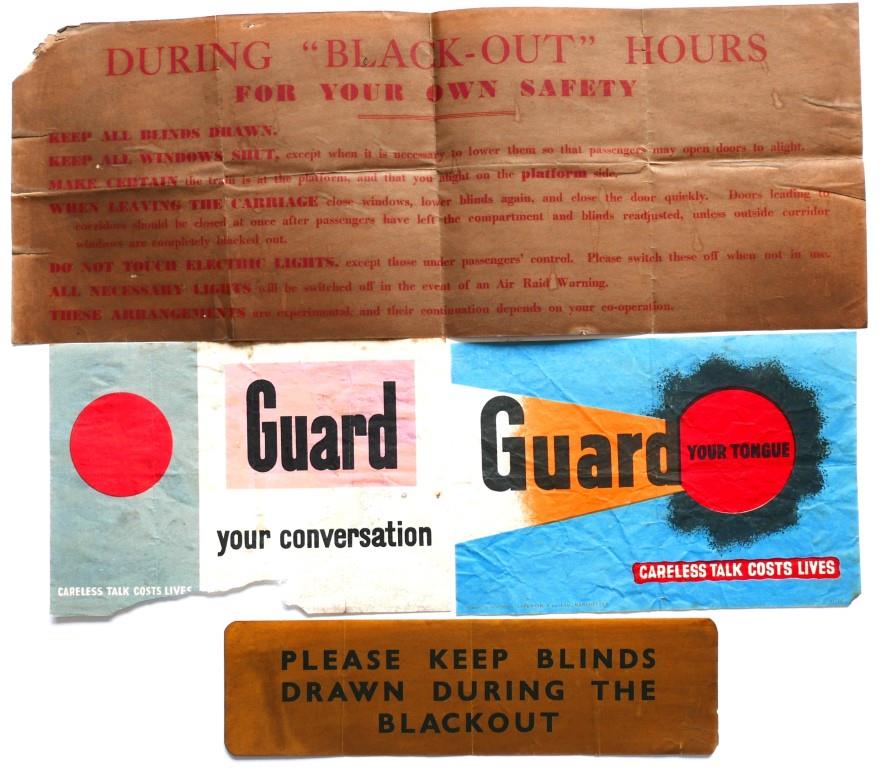 DURING "BLACK-OUT" HOURS
FOR YOUR OWN SAFETY
KEEP ALL BLINDS DRAWN.
KEEP ALL WINDOWS SHUT, except when it is necessary to lower them so that passengers may open doors to alight.
MAKE CERTAIN the train is at the platform, and that you alight on the platform side.
WHEN LEAVING THE CARRIAGE close windows, lower blinds again, and close the door quickly. Doors leading to
corridors should be closed at once after passengers have left the compartment and blinds readjusted, unless outside corridor
windows are completely blacked out.
DO NOT TOUCH ELECTRIC LIGHTS, except those under passengers' control. Please switch these off when not in use.
ALL NECESSARY LIGHTS will be switched off in the event of an Air Raid Warning.
THESE ARRANGEMENTS are experimental, and their continuation depends on your co-operation.
Guard
your conversation
CARELESS TALK COSTS LIVES
Guard
YOUR TONGUE
CARELESS TALK COSTS LIVES
PLEASE KEEP BLINDS
DRAWN DURING THE
BLACKOUT